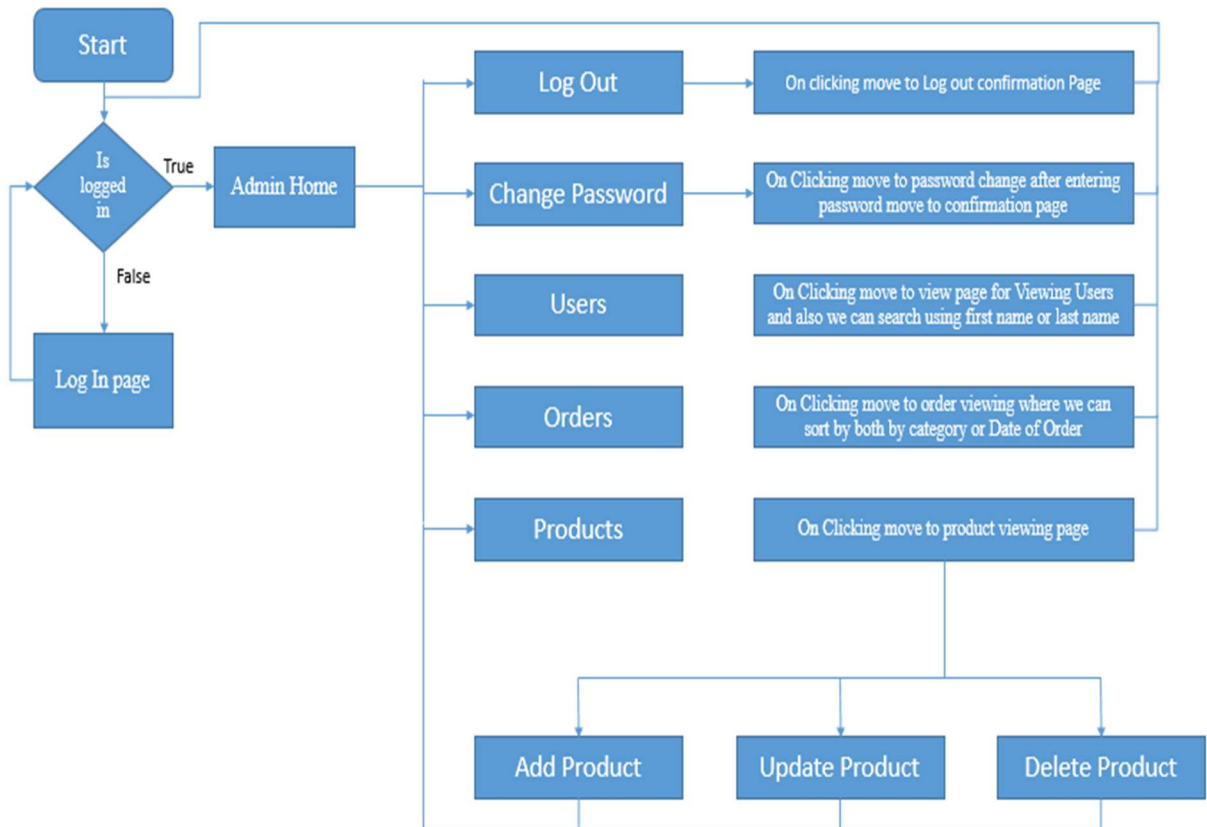 Start
Log Out
On clicking move to Log out confirmation Page
Is
logged
in
True
Admin Home
Change Password
On Clicking move to password change after entering
password move to confirmation page
False
Users
On Clicking move to view page for Viewing Users
and also we can search using first name or last name
Log In page
Orders
On Clicking move to order viewing where we can
sort by both by category or Date of Order
Products
On Clicking move to product viewing page
Add Product
Update Product
Delete Product